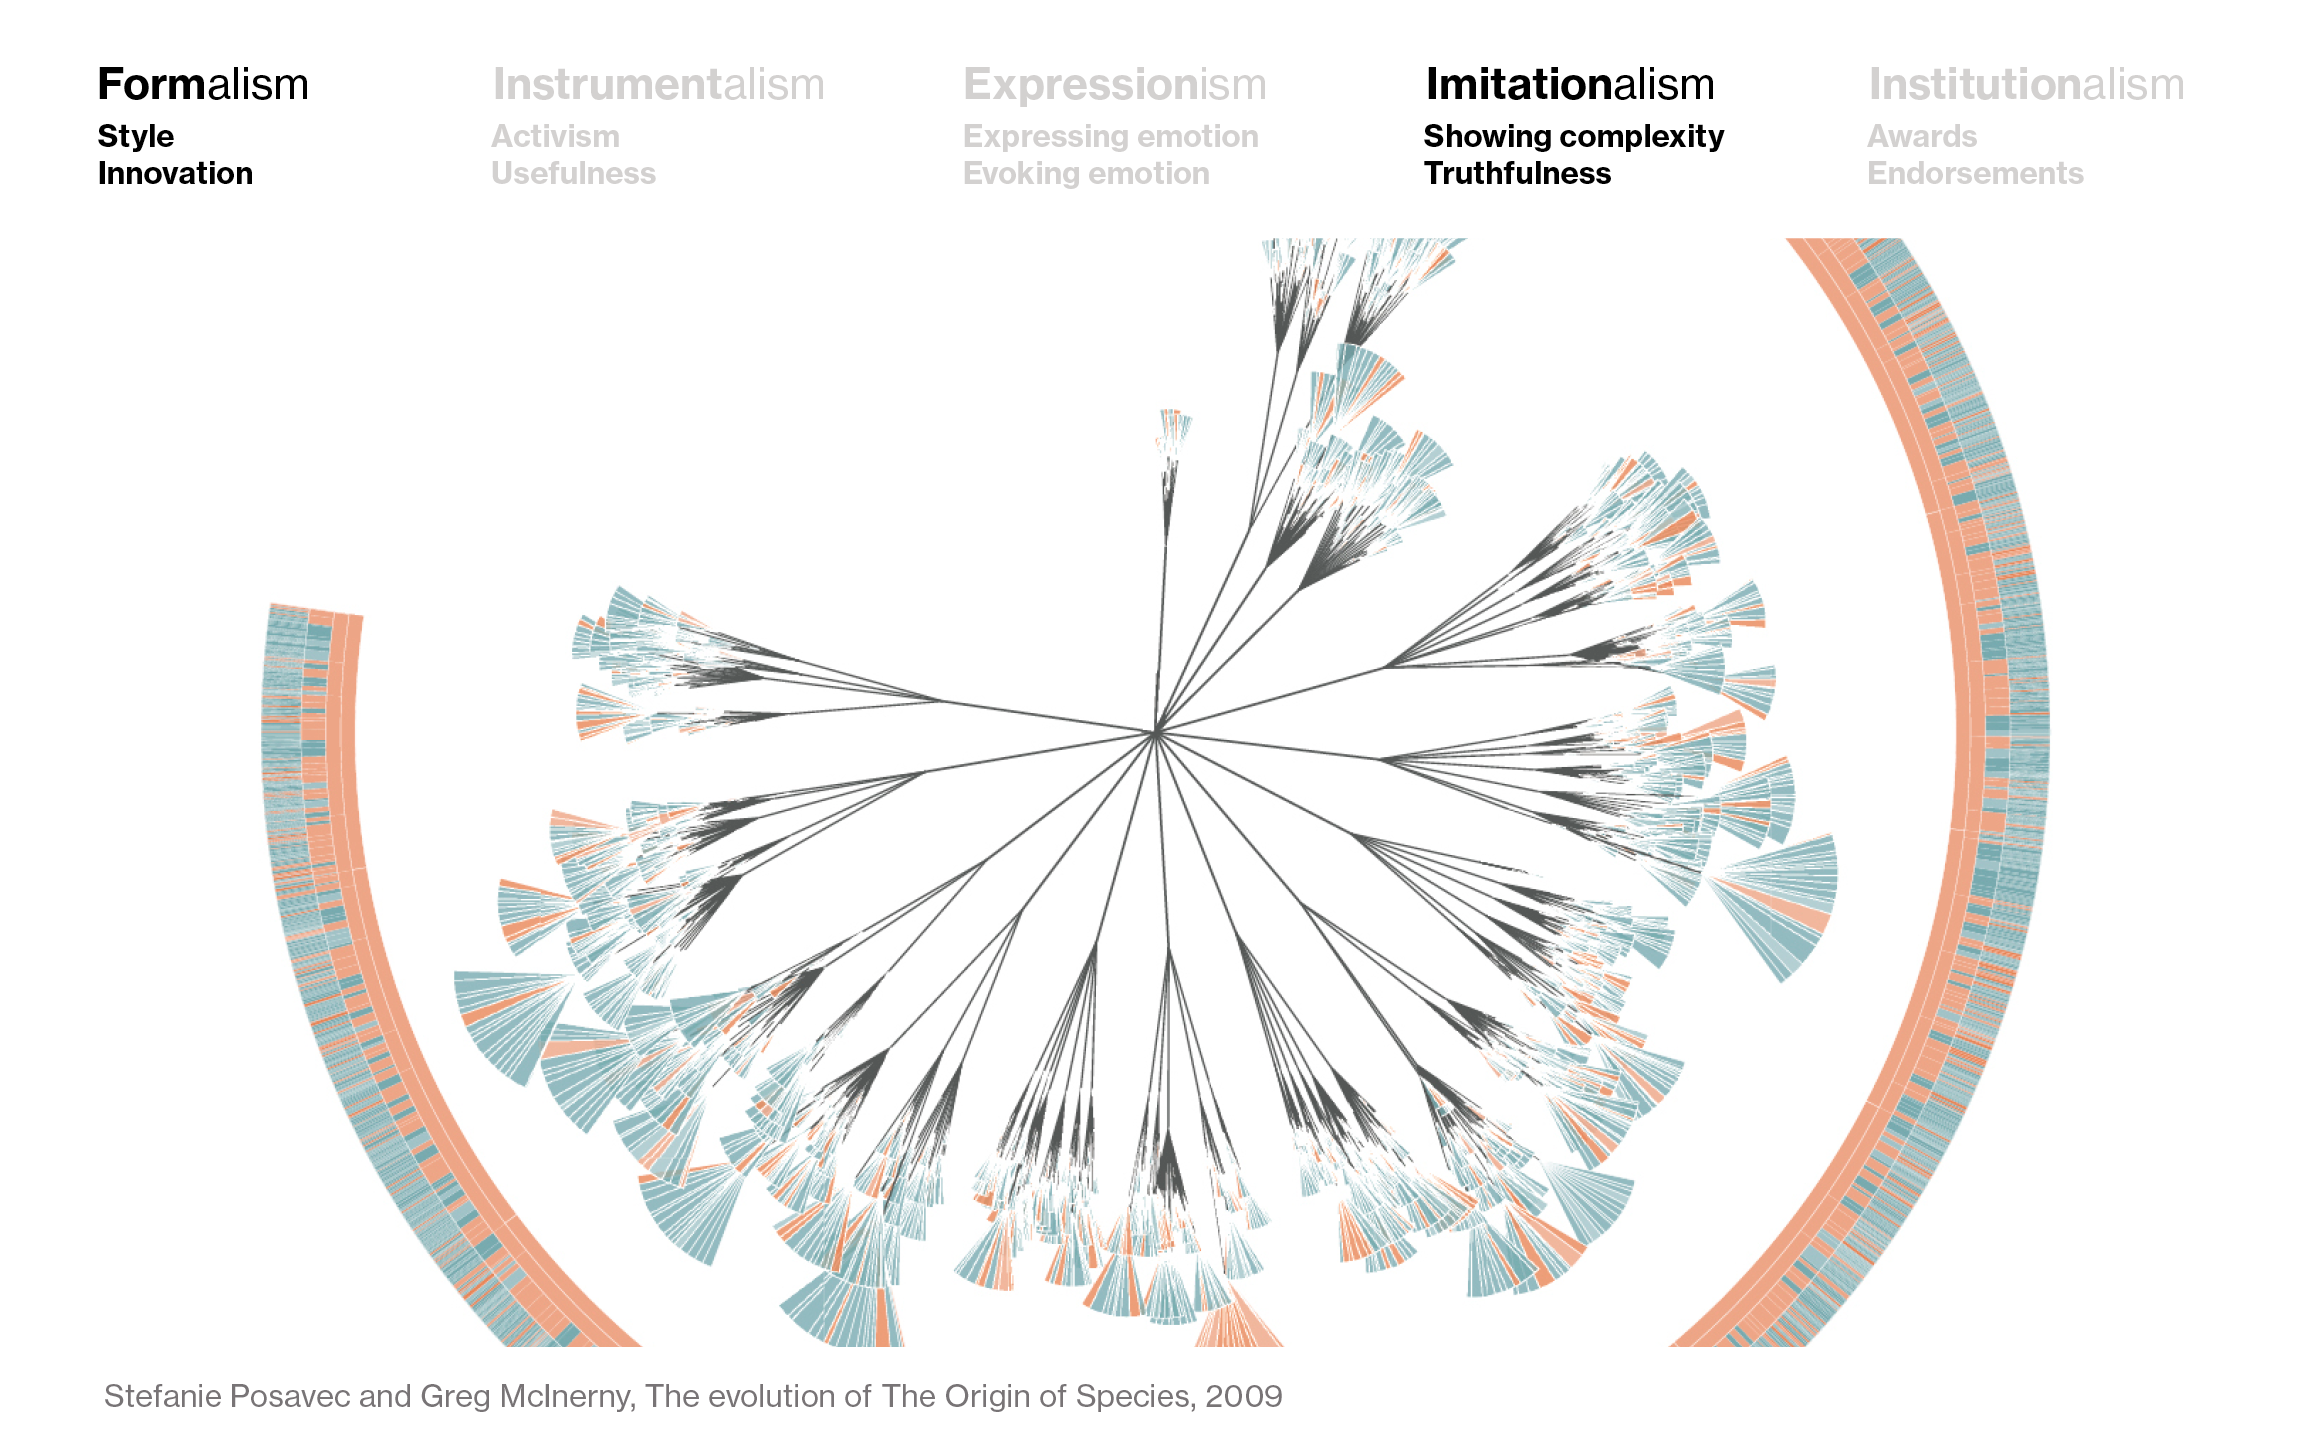 Formalism
Style
Innovation
Instrumentalism
Activism
Usefulness
Expressionism
Expressing emotion
Evoking emotion
Imitationalism
Showing complexity
Truthfulness
Institutionalism
Awards
Endorsements
Stefanie Posavec and Greg McInerny, The evolution of The Origin of Species, 2009